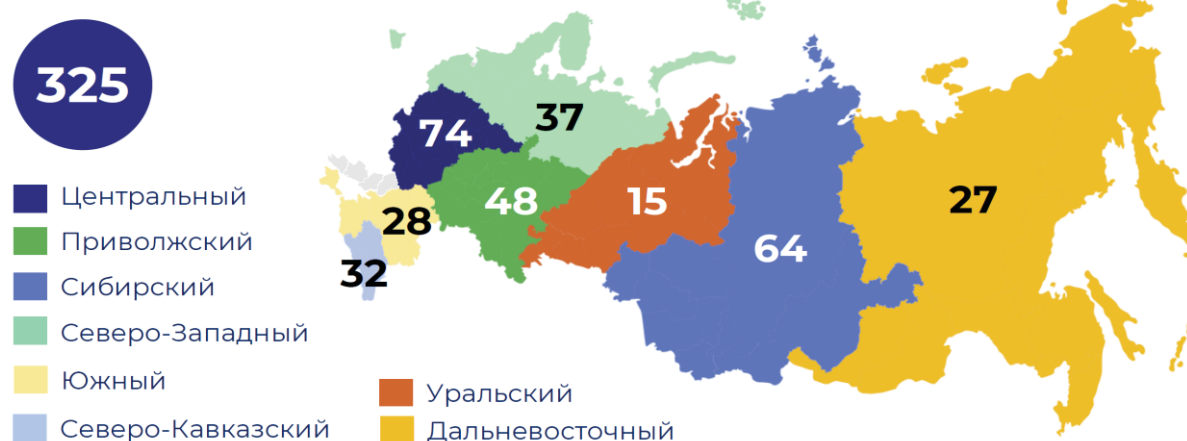 325
74
37
48
15
27
28
64
32
Центральный
Приволжский
Сибирский
Северо-Западный
Южный
Северо-Кавказский
Уральский
Дальневосточный